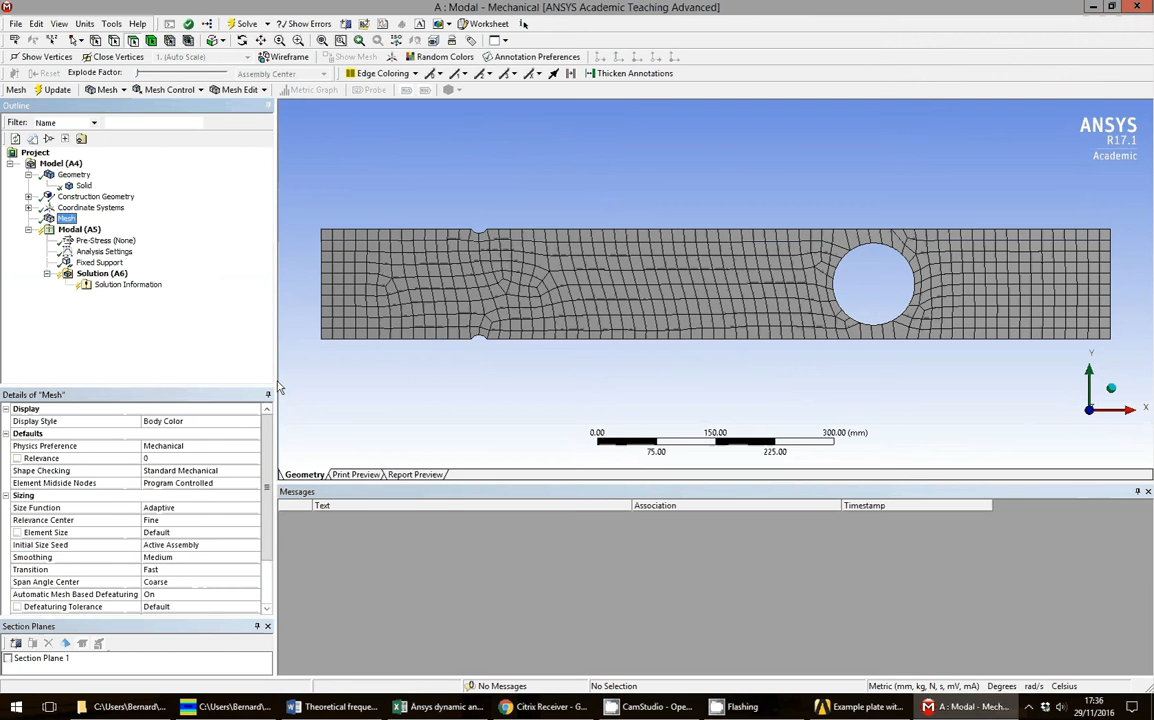 A : Modal - Mechanical [ANSYS Academic Teaching Advanced]
File Edit View Units Tools Help Solve ?/Show Errors Worksheet
Show Vertices Close Vertices 1. (Auto Scale) Wireframe Show Mesh Random Colors Annotation Preferences
Reset Explode Factor: Assembly Center Edge Coloring Thicken Annotations
Mesh Update Mesh Mesh Control Mesh Edit Metric Graph Probe
Outline
Filter: Name
Project
Model (A4)
Geometry
Solid
Construction Geometry
Coordinate Systems
Mesh
Modal (A5)
Pre-Stress (None)
Analysis Settings
Fixed Support
Solution (A6)
Solution Information
ANSYS
R17.1
Academic
Y
X
0.00 150.00 300.00 (mm)
75.00 225.00
Geometry Print Preview Report Preview
Details of "Mesh"
Display
Display Style Body Color
Defaults
Physics Preference Mechanical
Relevance 0
Shape Checking Standard Mechanical
Element Midside Nodes Program Controlled
Sizing
Size Function Adaptive
Relevance Center Fine
Element Size Default
Initial Size Seed Active Assembly
Smoothing Medium
Transition Fast
Span Angle Center Coarse
Automatic Mesh Based Defeaturing On
Defeaturing Tolerance Default
Messages
Text Association Timestamp
Section Planes
Section Plane 1
No Messages No Selection Metric (mm, kg, N, s, mV, mA) Degrees rad/s Celsius
C:\Users\Bernard\... C:\Users\Bernard\... Theoretical freque... Ansys dynamic an... Citrix Receiver - G... CamStudio - Ope... Flashing Example plate wit... A : Modal - Mech...
17:36
29/11/2016